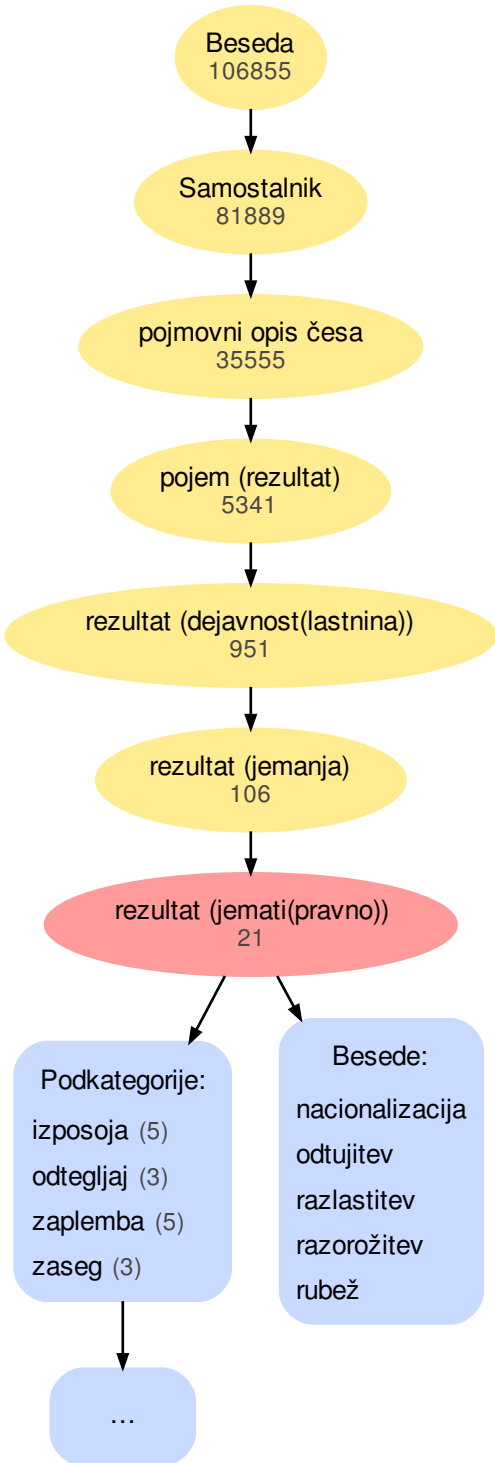 Beseda
106855
Samostalnik
81889
pojmovni opis česa
35555
pojem (rezultat)
5341
rezultat (dejavnost(lastnina))
951
rezultat (jemanja)
106
rezultat (jemati(pravno))
21
Podkategorije:
izposoja (5)
odtegljaj (3)
zaplemba (5)
zaseg (3)
Besede:
nacionalizacija
odtujitev
razlastitev
razorožitev
rubež
...